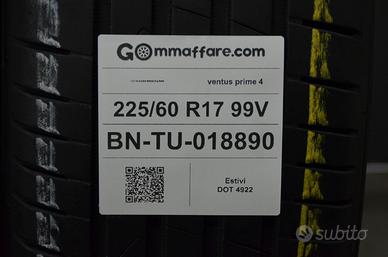 GOmmaffare.com
ventus prime 4
225/60 R17 99V
BN-TU-018890
Estivi
DOT 4922
subito